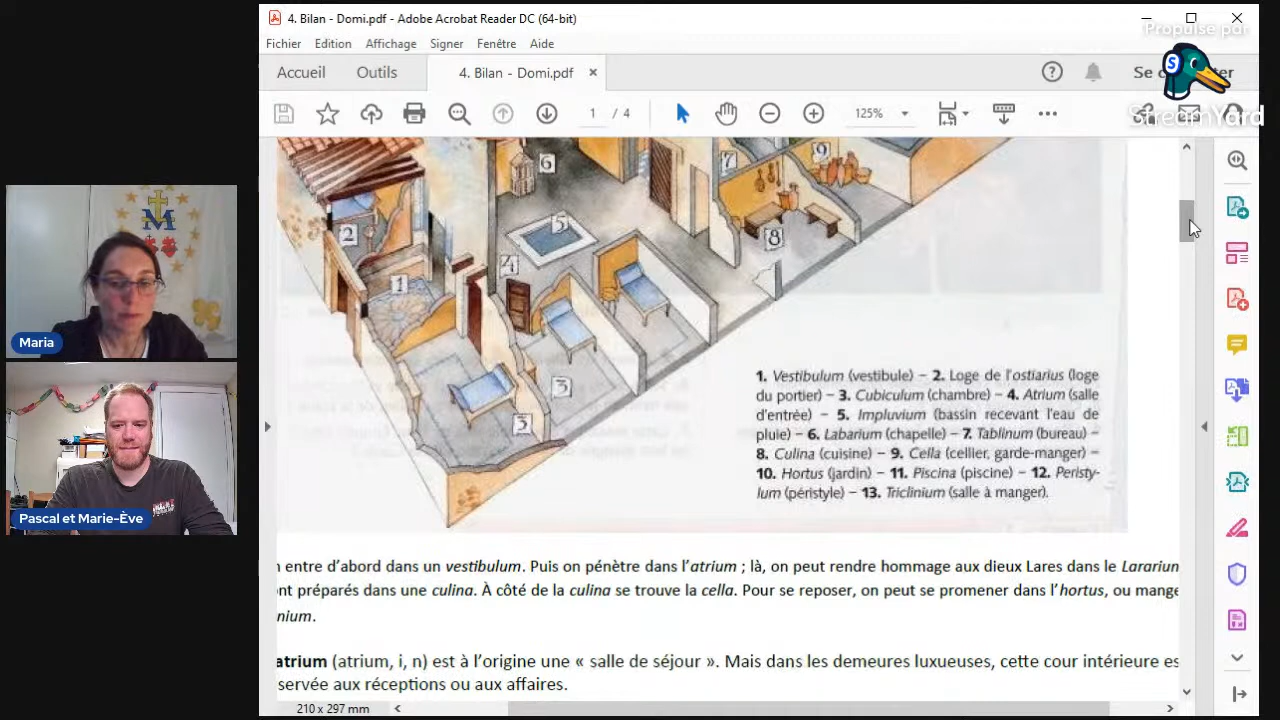 4. Bilan - Domi.pdf - Adobe Acrobat Reader DC (64-bit)
Propulsé par
Fichier Edition Affichage Signer Fenêtre Aide
Accueil Outils 4. Bilan - Domi.pdf
StreamYard
1 / 4 125%
6 7 9
2 5 8
4
1
3
3
1. Vestibulum (vestibule) – 2. Loge de l'ostiarius (loge
du portier) – 3. Cubiculum (chambre) – 4. Atrium (salle
d'entrée) – 5. Impluvium (bassin recevant l'eau de
pluie) – 6. Labarium (chapelle) – 7. Tablinum (bureau) –
8. Culina (cuisine) – 9. Cella (cellier, garde-manger) –
10. Hortus (jardin) – 11. Piscina (piscine) – 12. Peristy-
lum (péristyle) – 13. Triclinium (salle à manger).
n entre d'abord dans un vestibulum. Puis on pénètre dans l'atrium ; là, on peut rendre hommage aux dieux Lares dans le Lararium
nt préparés dans une culina. À côté de la culina se trouve la cella. Pour se reposer, on peut se promener dans l'hortus, ou mange
nium.
atrium (atrium, i, n) est à l'origine une « salle de séjour ». Mais dans les demeures luxueuses, cette cour intérieure es
servée aux réceptions ou aux affaires.
210 x 297 mm
Maria
M
Pascal et Marie-Ève